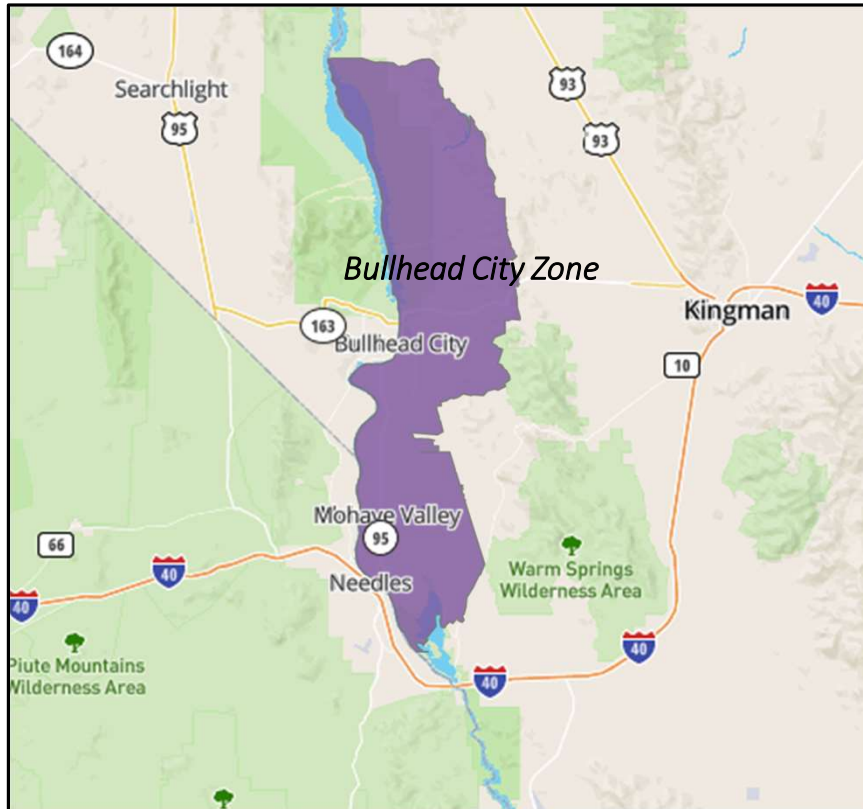 164
Searchlight
95
93
93
Bullhead City Zone
40
Kingman
163
Bullhead City
10
Mohave Valley
95
66
40
Warm Springs
Wilderness Area
Needles
40
40
Piute Mountains
Wilderness Area
40